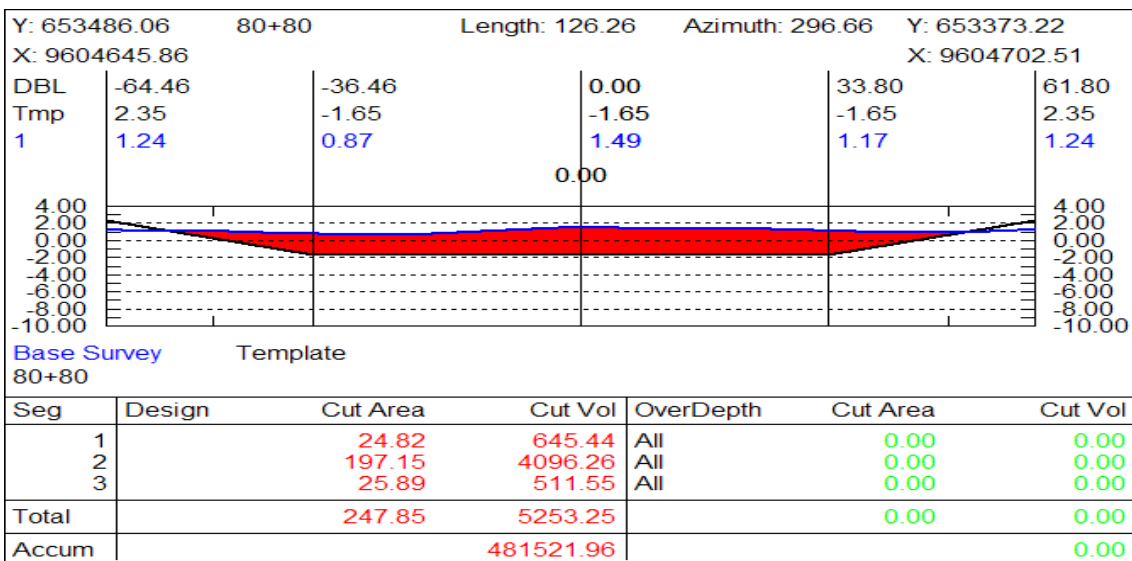 Y: 653486.06 80+80 Length: 126.26 Azimuth: 296.66 Y: 653373.22
X: 9604645.86 X: 9604702.51
DBL -64.46 -36.46 0.00 33.80 61.80
Tmp 2.35 -1.65 -1.65 -1.65 2.35
1 1.24 0.87 1.49 1.17 1.24
0.00
4.00 4.00
2.00 2.00
0.00 0.00
-2.00 -2.00
-4.00 -4.00
-6.00 -6.00
-8.00 -8.00
-10.00 -10.00
Base Survey Template
80+80
Seg Design Cut Area Cut Vol OverDepth Cut Area Cut Vol
1 24.82 645.44 All 0.00 0.00
2 197.15 4096.26 All 0.00 0.00
3 25.89 511.55 All 0.00 0.00
Total 247.85 5253.25 0.00 0.00
Accum 481521.96 0.00